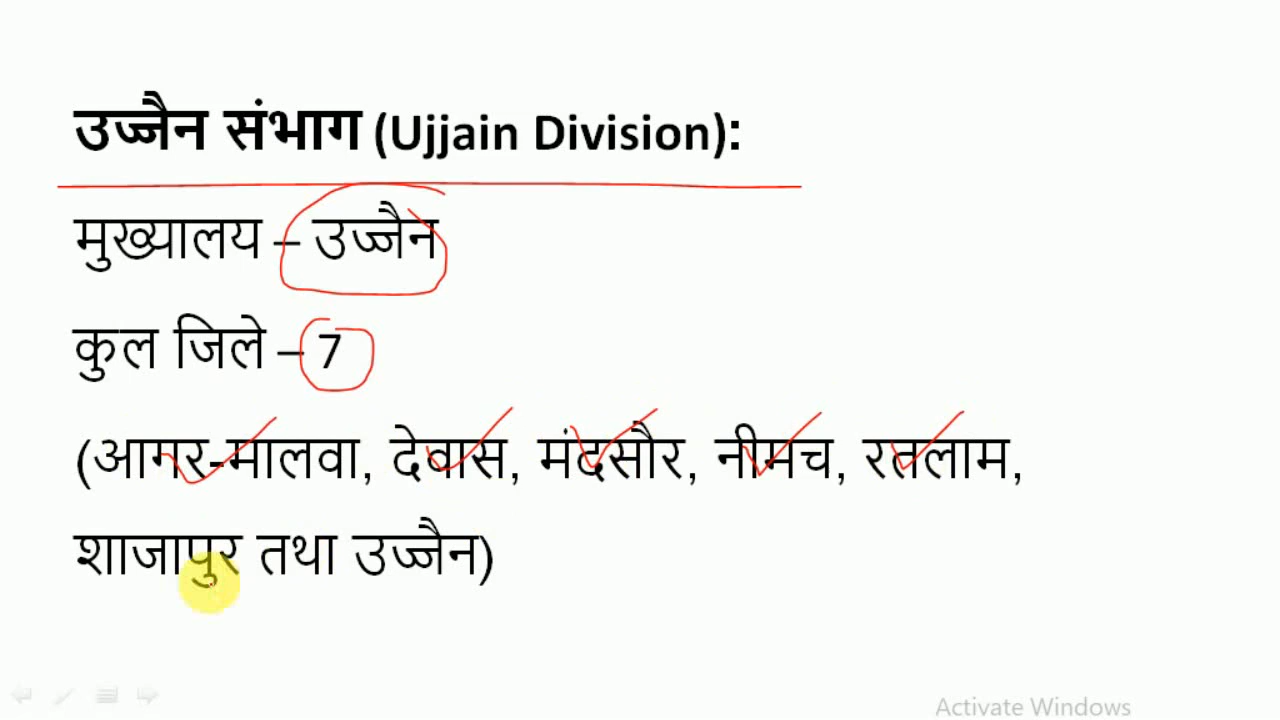 उज्जैन संभाग (Ujjain Division):
मुख्यालय – उज्जैन
कुल जिले – 7
(आगर-मालवा, देवास, मंदसौर, नीमच, रतलाम,
शाजापुर तथा उज्जैन)
Activate Windows